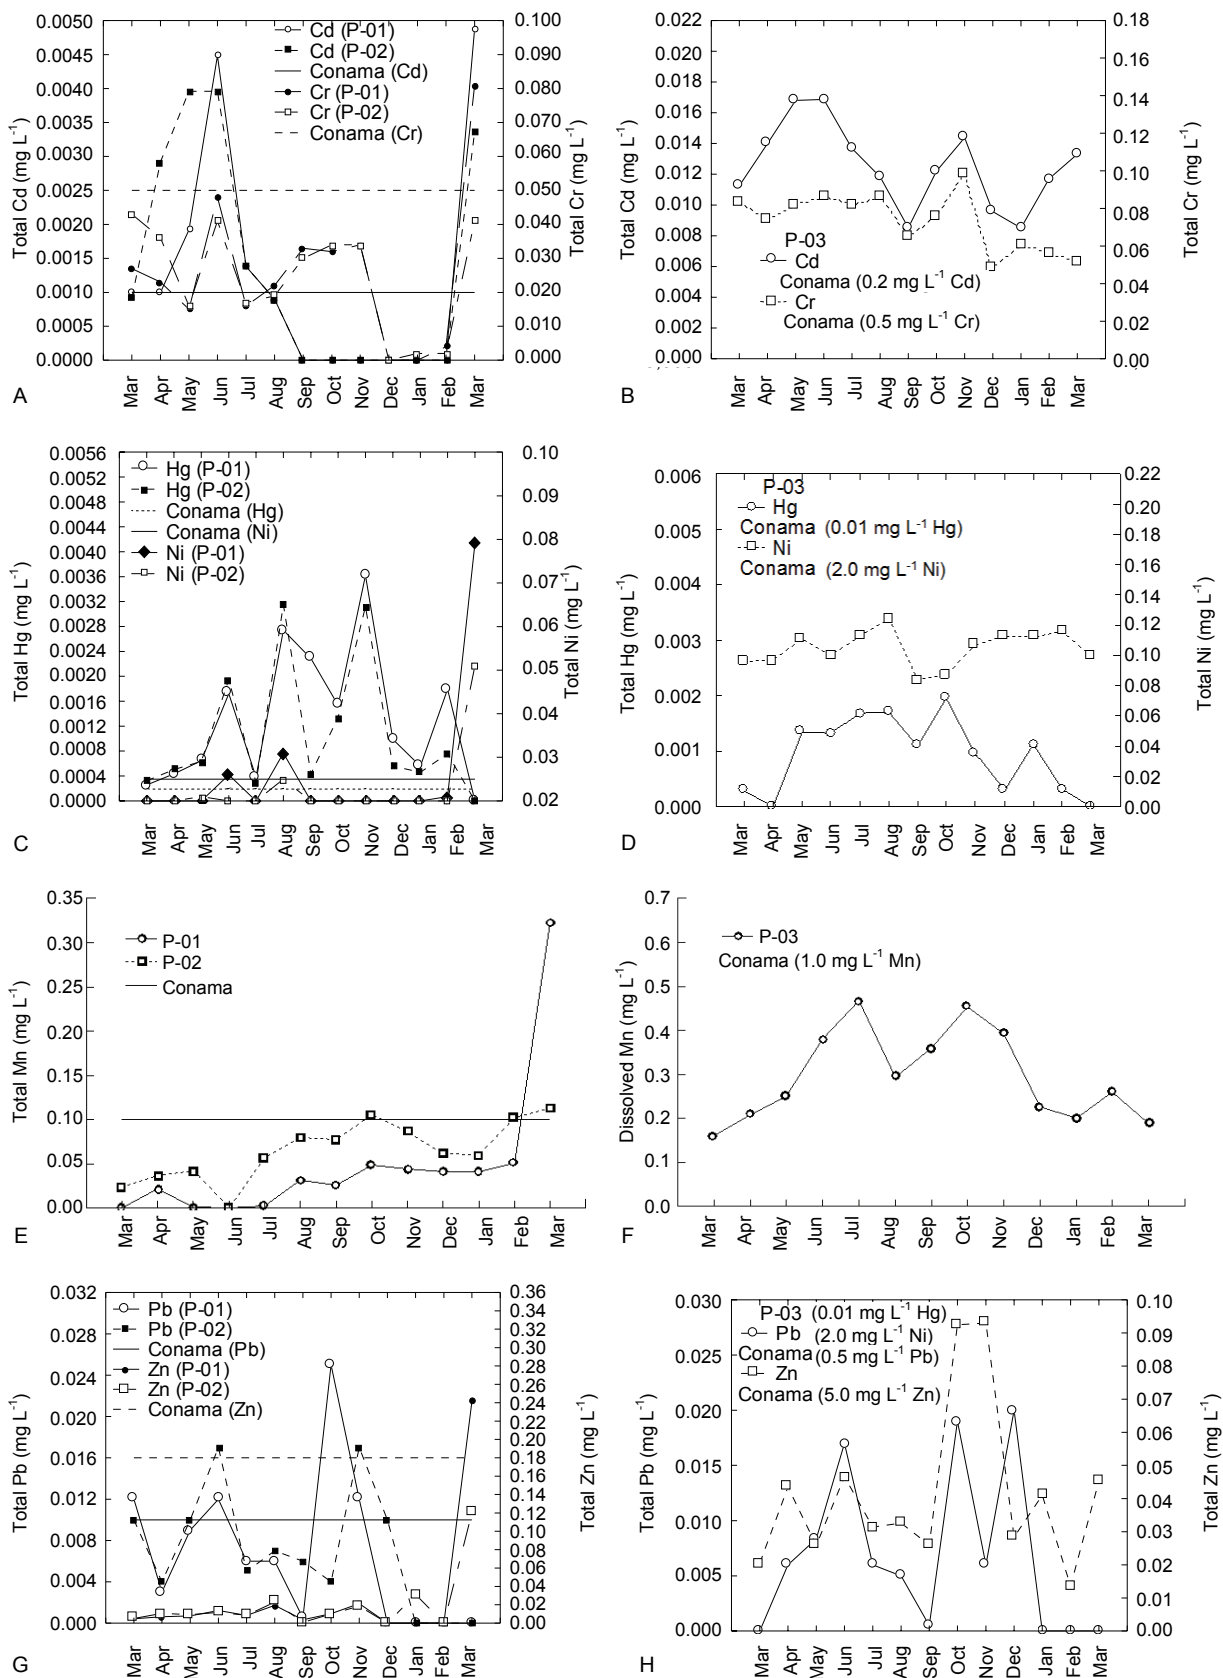 0.0050
0.0045
0.0040
0.0035
0.0030
0.0025
0.0020
0.0015
0.0010
0.0005
0.0000
Total Cd (mg L-1)
Cd (P-01)
Cd (P-02)
Conama (Cd)
Cr (P-01)
Cr (P-02)
Conama (Cr)
0.100
0.090
0.080
0.070
0.060
0.050
0.040
0.030
0.020
0.010
0.000
Total Cr (mg L-1)
Mar Apr May Jun Jul Aug Sep Oct Nov Dec Jan Feb Mar
A
0.022
0.020
0.018
0.016
0.014
0.012
0.010
0.008
0.006
0.004
0.002
0.000
Total Cd (mg L-1)
P-03
Cd
Conama (0.2 mg L-1 Cd)
Cr
Conama (0.5 mg L-1 Cr)
0.18
0.16
0.14
0.12
0.10
0.08
0.06
0.04
0.02
0.00
Total Cr (mg L-1)
Mar Apr May Jun Jul Aug Sep Oct Nov Dec Jan Feb Mar
B
0.0056
0.0052
0.0048
0.0044
0.0040
0.0036
0.0032
0.0028
0.0024
0.0020
0.0016
0.0012
0.0008
0.0004
0.0000
Total Hg (mg L-1)
Hg (P-01)
Hg (P-02)
Conama (Hg)
Conama (Ni)
Ni (P-01)
Ni (P-02)
0.10
0.09
0.08
0.07
0.06
0.05
0.04
0.03
0.02
Total Ni (mg L-1)
Mar Apr May Jun Jul Aug Sep Oct Nov Dec Jan Feb Mar
C
0.006
0.005
0.004
0.003
0.002
0.001
0.000
Total Hg (mg L-1)
P-03
Hg
Conama (0.01 mg L-1 Hg)
Ni
Conama (2.0 mg L-1 Ni)
0.22
0.20
0.18
0.16
0.14
0.12
0.10
0.08
0.06
0.04
0.02
0.00
Total Ni (mg L-1)
Mar Apr May Jun Jul Aug Sep Oct Nov Dec Jan Feb Mar
D
0.35
0.30
0.25
0.20
0.15
0.10
0.05
0.00
Total Mn (mg L-1)
P-01
P-02
Conama
Mar Apr May Jun Jul Aug Sep Oct Nov Dec Jan Feb Mar
E
0.7
0.6
0.5
0.4
0.3
0.2
0.1
0.0
Dissolved Mn (mg L-1)
P-03
Conama (1.0 mg L-1 Mn)
Mar Apr May Jun Jul Aug Sep Oct Nov Dec Jan Feb Mar
F
0.032
0.028
0.024
0.020
0.016
0.012
0.008
0.004
0.000
Total Pb (mg L-1)
Pb (P-01)
Pb (P-02)
Conama (Pb)
Zn (P-01)
Zn (P-02)
Conama (Zn)
0.36
0.34
0.32
0.30
0.28
0.26
0.24
0.22
0.20
0.18
0.16
0.14
0.12
0.10
0.08
0.06
0.04
0.02
0.00
Total Zn (mg L-1)
Mar Apr May Jun Jul Aug Sep Oct Nov Dec Jan Feb Mar
G
0.030
0.025
0.020
0.015
0.010
0.005
0.000
Total Pb (mg L-1)
P-03 (0.01 mg L-1 Hg)
Pb (2.0 mg L-1 Ni)
Conama (0.5 mg L-1 Pb)
Zn
Conama (5.0 mg L-1 Zn)
0.10
0.09
0.08
0.07
0.06
0.05
0.04
0.03
0.02
0.01
0.00
Total Zn (mg L-1)
Mar Apr May Jun Jul Aug Sep Oct Nov Dec Jan Feb Mar
H